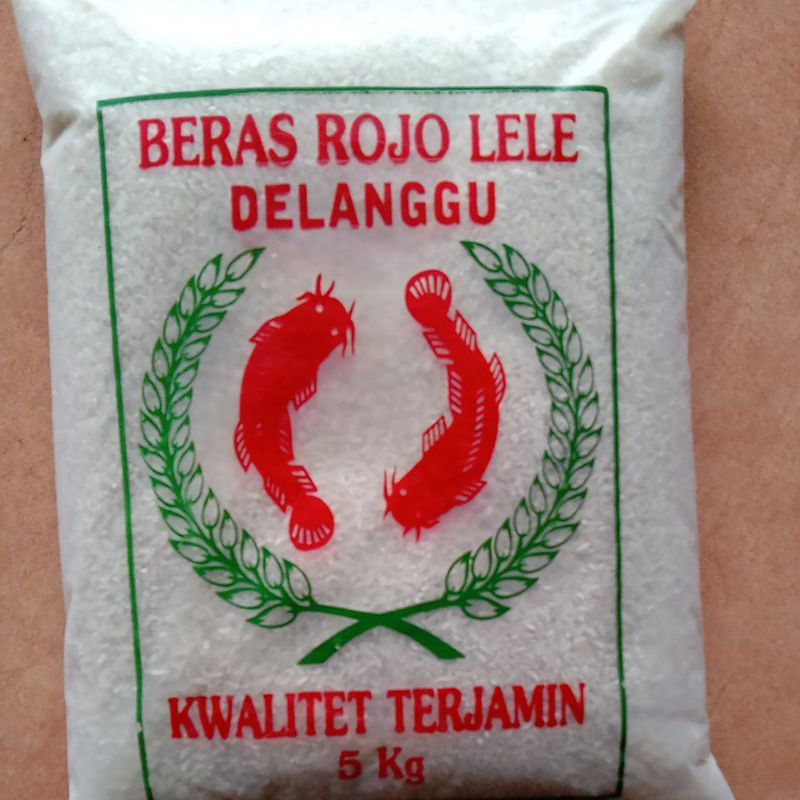 BERAS ROJO LELE
DELANGGU
KWALITET TERJAMIN
5 Kg